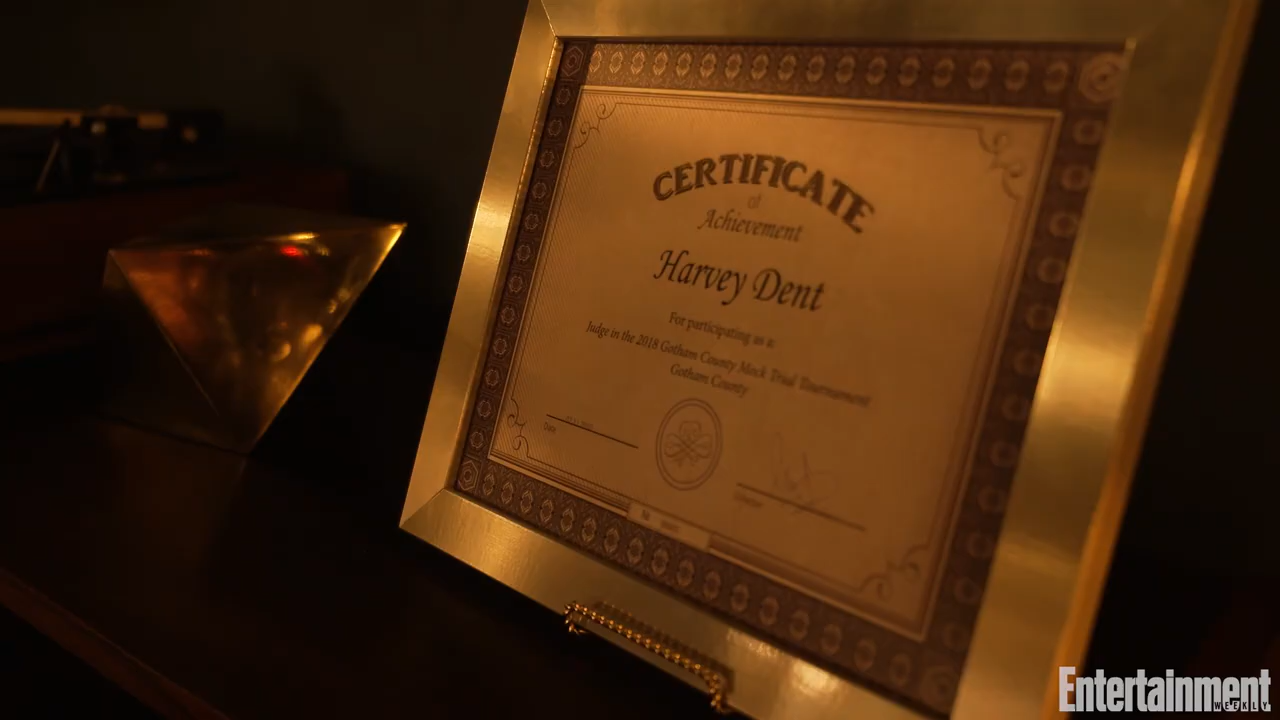 CERTIFICATE
of
Achievement
Harvey Dent
For participating as a:
Judge in the 2018 Gotham County Mock Trial Tournament
Gotham County
Date
Entertainment
WEEKLY